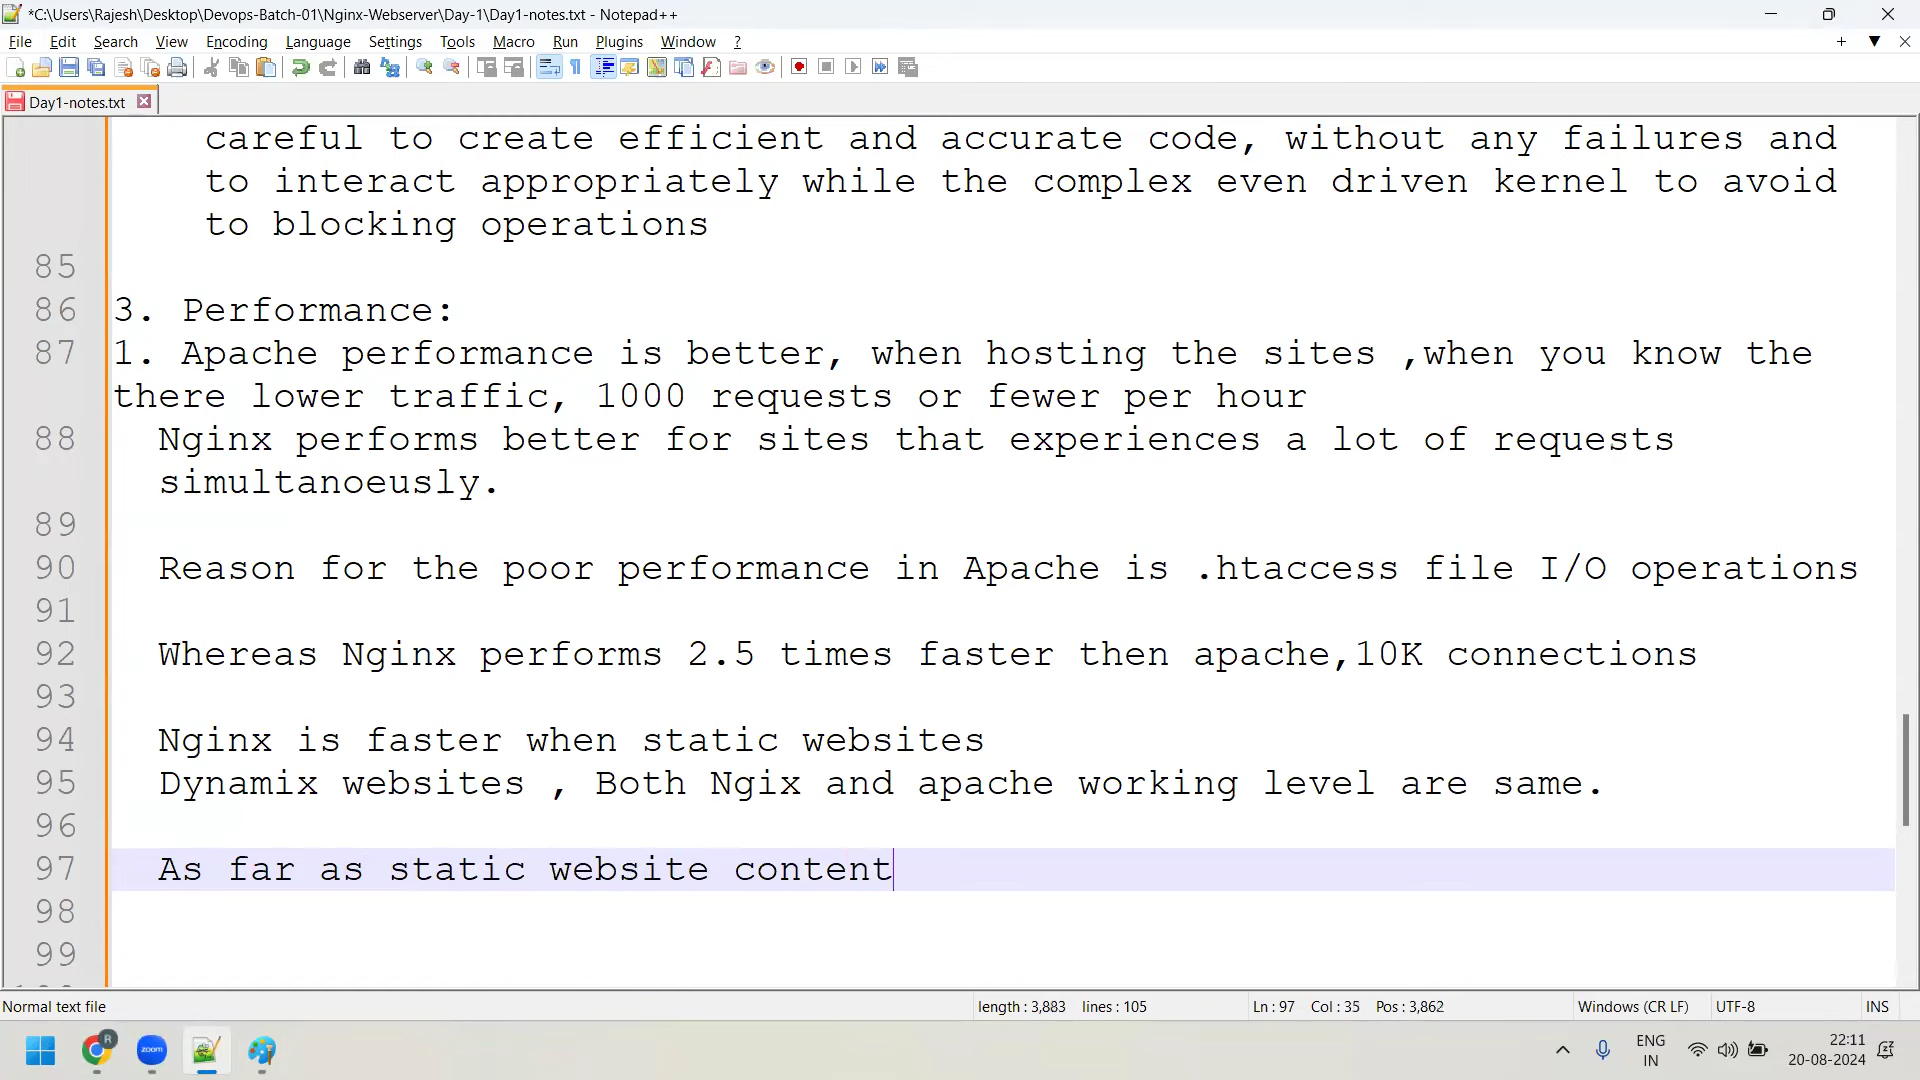 *C:\Users\Rajesh\Desktop\Devops-Batch-01\Nginx-Webserver\Day-1\Day1-notes.txt - Notepad++
File Edit Search View Encoding Language Settings Tools Macro Run Plugins Window ?
Day1-notes.txt
careful to create efficient and accurate code, without any failures and
to interact appropriately while the complex even driven kernel to avoid
to blocking operations
85
86 3. Performance:
87 1. Apache performance is better, when hosting the sites ,when you know the
there lower traffic, 1000 requests or fewer per hour
88 Nginx performs better for sites that experiences a lot of requests
simultanoeusly.
89
90 Reason for the poor performance in Apache is .htaccess file I/O operations
91
92 Whereas Nginx performs 2.5 times faster then apache,10K connections
93
94 Nginx is faster when static websites
95 Dynamix websites , Both Ngix and apache working level are same.
96
97 As far as static website content
98
99
Normal text file length : 3,883 lines : 105 Ln : 97 Col : 35 Pos : 3,862 Windows (CR LF) UTF-8 INS
R zoom ENG 22:11
IN 20-08-2024